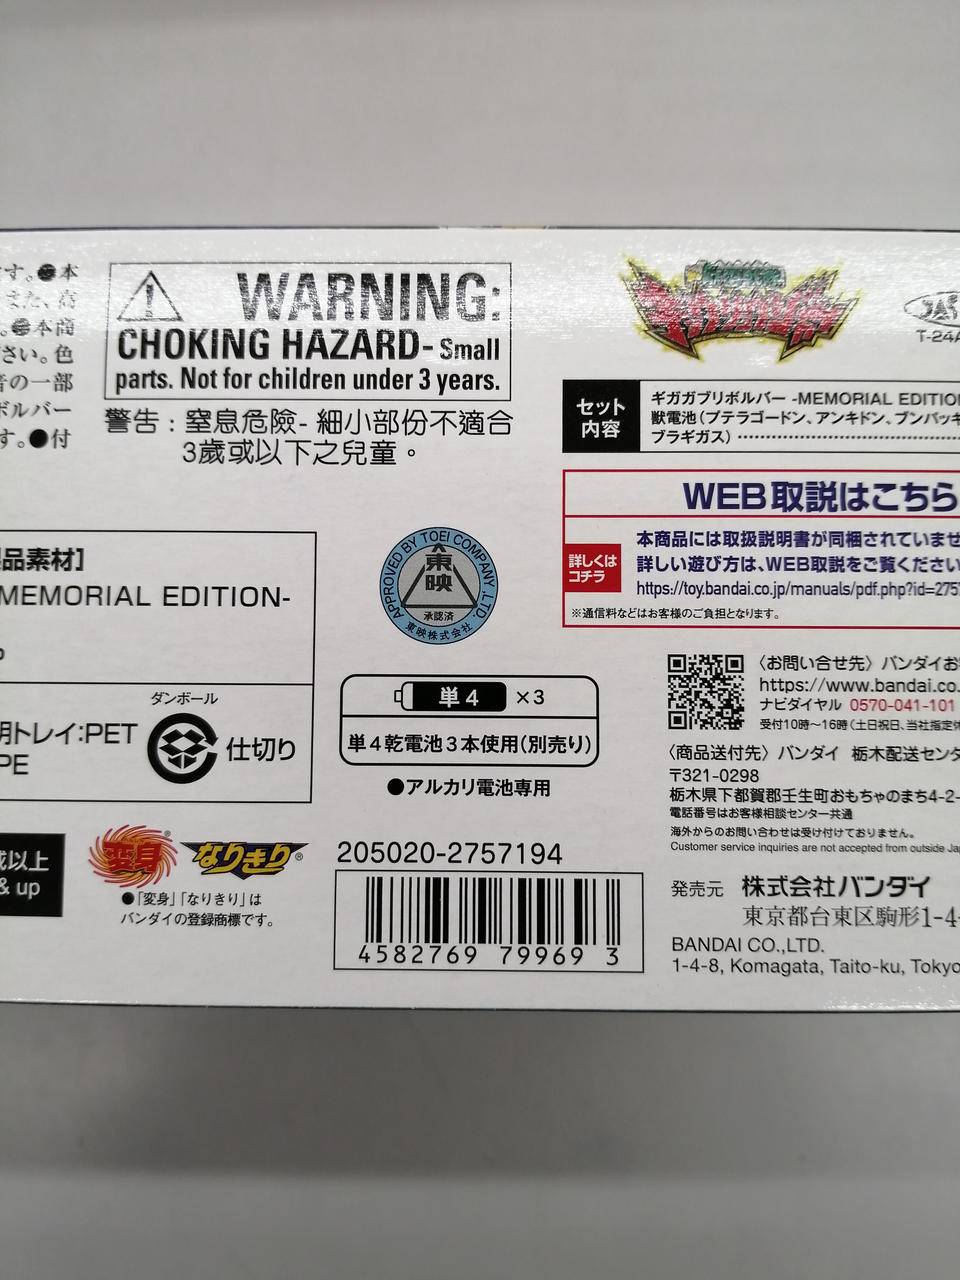 す。●本
また、高
。●本商
さい。色
音の一部
ボルバー
す。●付
WARNING:
CHOKING HAZARD- Small
parts. Not for children under 3 years.
警告 : 窒息危險- 細小部份不適合
3歲或以下之兒童。
品素材]
MEMORIAL EDITION-
ダンボール
明トレイ:PET
PE
仕切り
歳以上
& up
変身® なりきり®
●「変身」「なりきり」は
バンダイの登録商標です。
APPROVED BY TOEI COMPANY, LTD.
東映
承認済
東映株式会社
単4 ×3
単4乾電池3本使用(別売り)
●アルカリ電池専用
205020-2757194
4582769 79969 3
T-24A
セット
内容
ギガガブリボルバー -MEMORIAL EDITION
獣電池(プテラゴードン、アンキドン、ブンパッキ
ブラギガス)
WEB取説はこちら
詳しくは
コチラ
本商品には取扱説明書が同梱されていませ
詳しい遊び方は、WEB取説をご覧ください
https://toy.bandai.co.jp/manuals/pdf.php?id=2757
※通信料などはお客様のご負担となります。
〈お問い合せ先〉バンダイお
https://www.bandai.co.
ナビダイヤル 0570-041-101
受付10時〜16時(土日祝日、当社指定休
〈商品送付先〉バンダイ 栃木配送センタ
〒321-0298
栃木県下都賀郡壬生町おもちゃのまち4-2-
電話番号はお客様相談センター共通
海外からのお問い合わせは受け付けておりません。
Customer service inquiries are not accepted from outside Jap
発売元 株式会社バンダイ
東京都台東区駒形1-4-
BANDAI CO.,LTD.
1-4-8, Komagata, Taito-ku, Tokyo